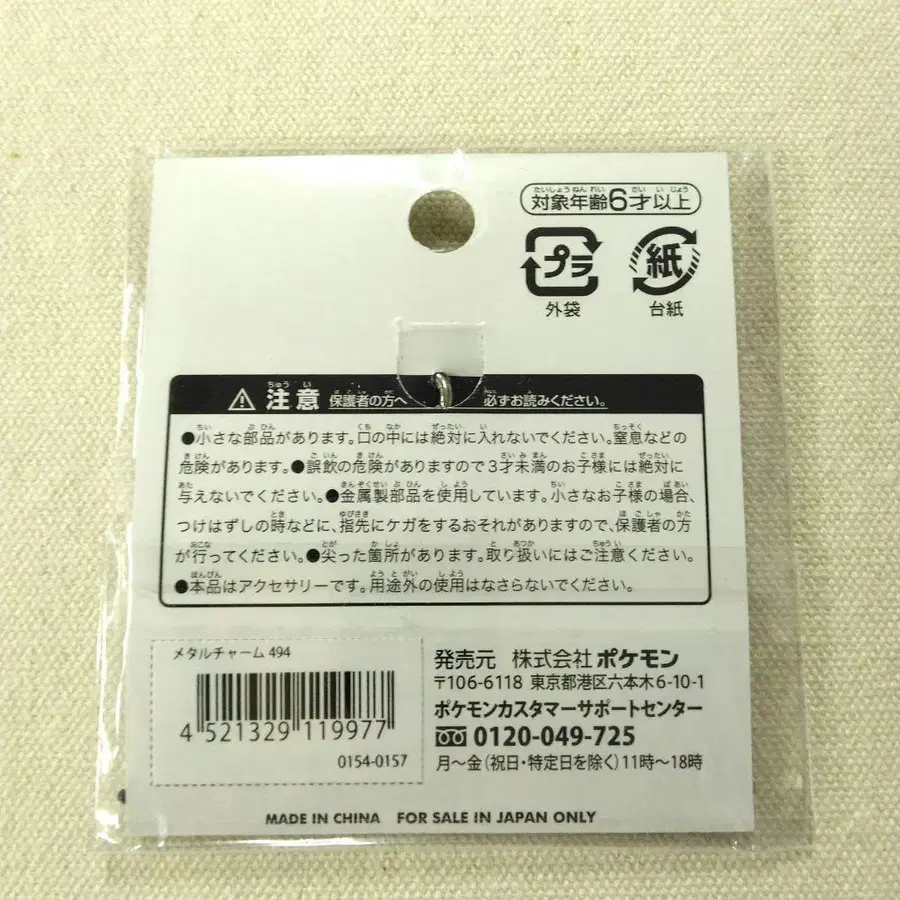 対象年齢6才以上
プラ 紙
外袋 台紙
注意 保護者の方へ 必ずお読みください。
●小さな部品があります。口の中には絶対に入れないでください。窒息などの
危険があります。●誤飲の危険がありますので3才未満のお子様には絶対に
与えないでください。●金属製部品を使用しています。小さなお子様の場合、
つけはずしの時などに、指先にケガをするおそれがありますので、保護者の方
が行ってください。●尖った箇所があります。取り扱いにはご注意ください。
●本品はアクセサリーです。用途外の使用はなさらないでください。
メタルチャーム 494
4 521329 119977
0154-0157
発売元 株式会社 ポケモン
〒106-6118 東京都港区六本木6-10-1
ポケモンカスタマーサポートセンター
0120-049-725
月〜金(祝日・特定日を除く)11時〜18時
MADE IN CHINA FOR SALE IN JAPAN ONLY